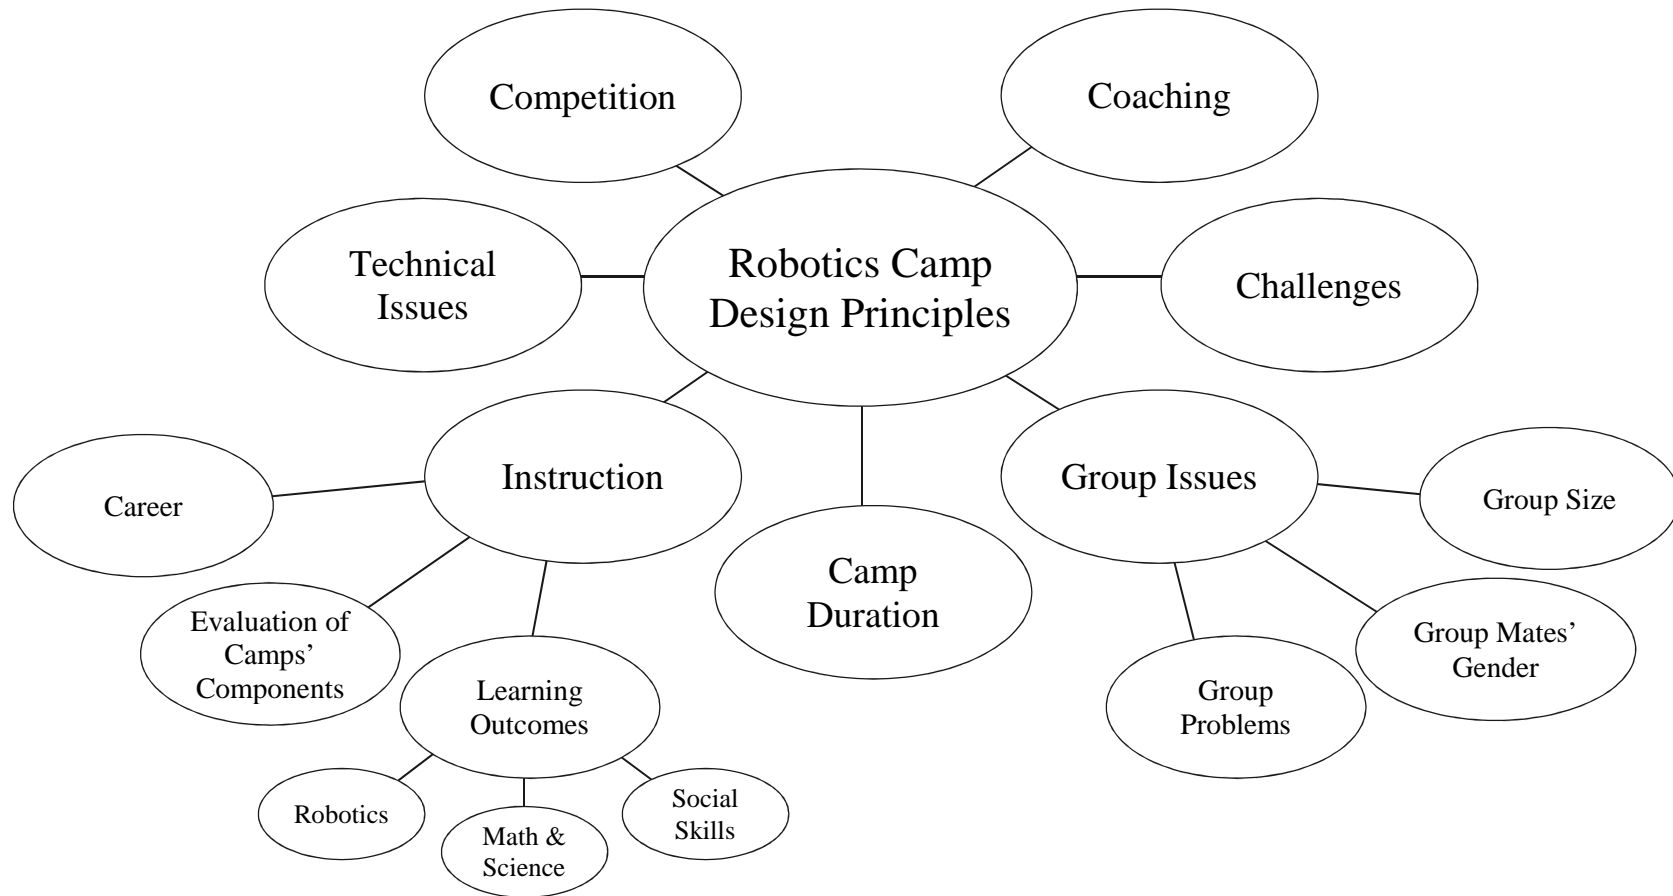 Competition
Coaching
Technical
Issues
Robotics Camp
Design Principles
Challenges
Career
Instruction
Group Issues
Group Size
Camp
Duration
Evaluation of
Camps’
Components
Learning
Outcomes
Group
Problems
Group Mates’
Gender
Robotics
Math &
Science
Social
Skills